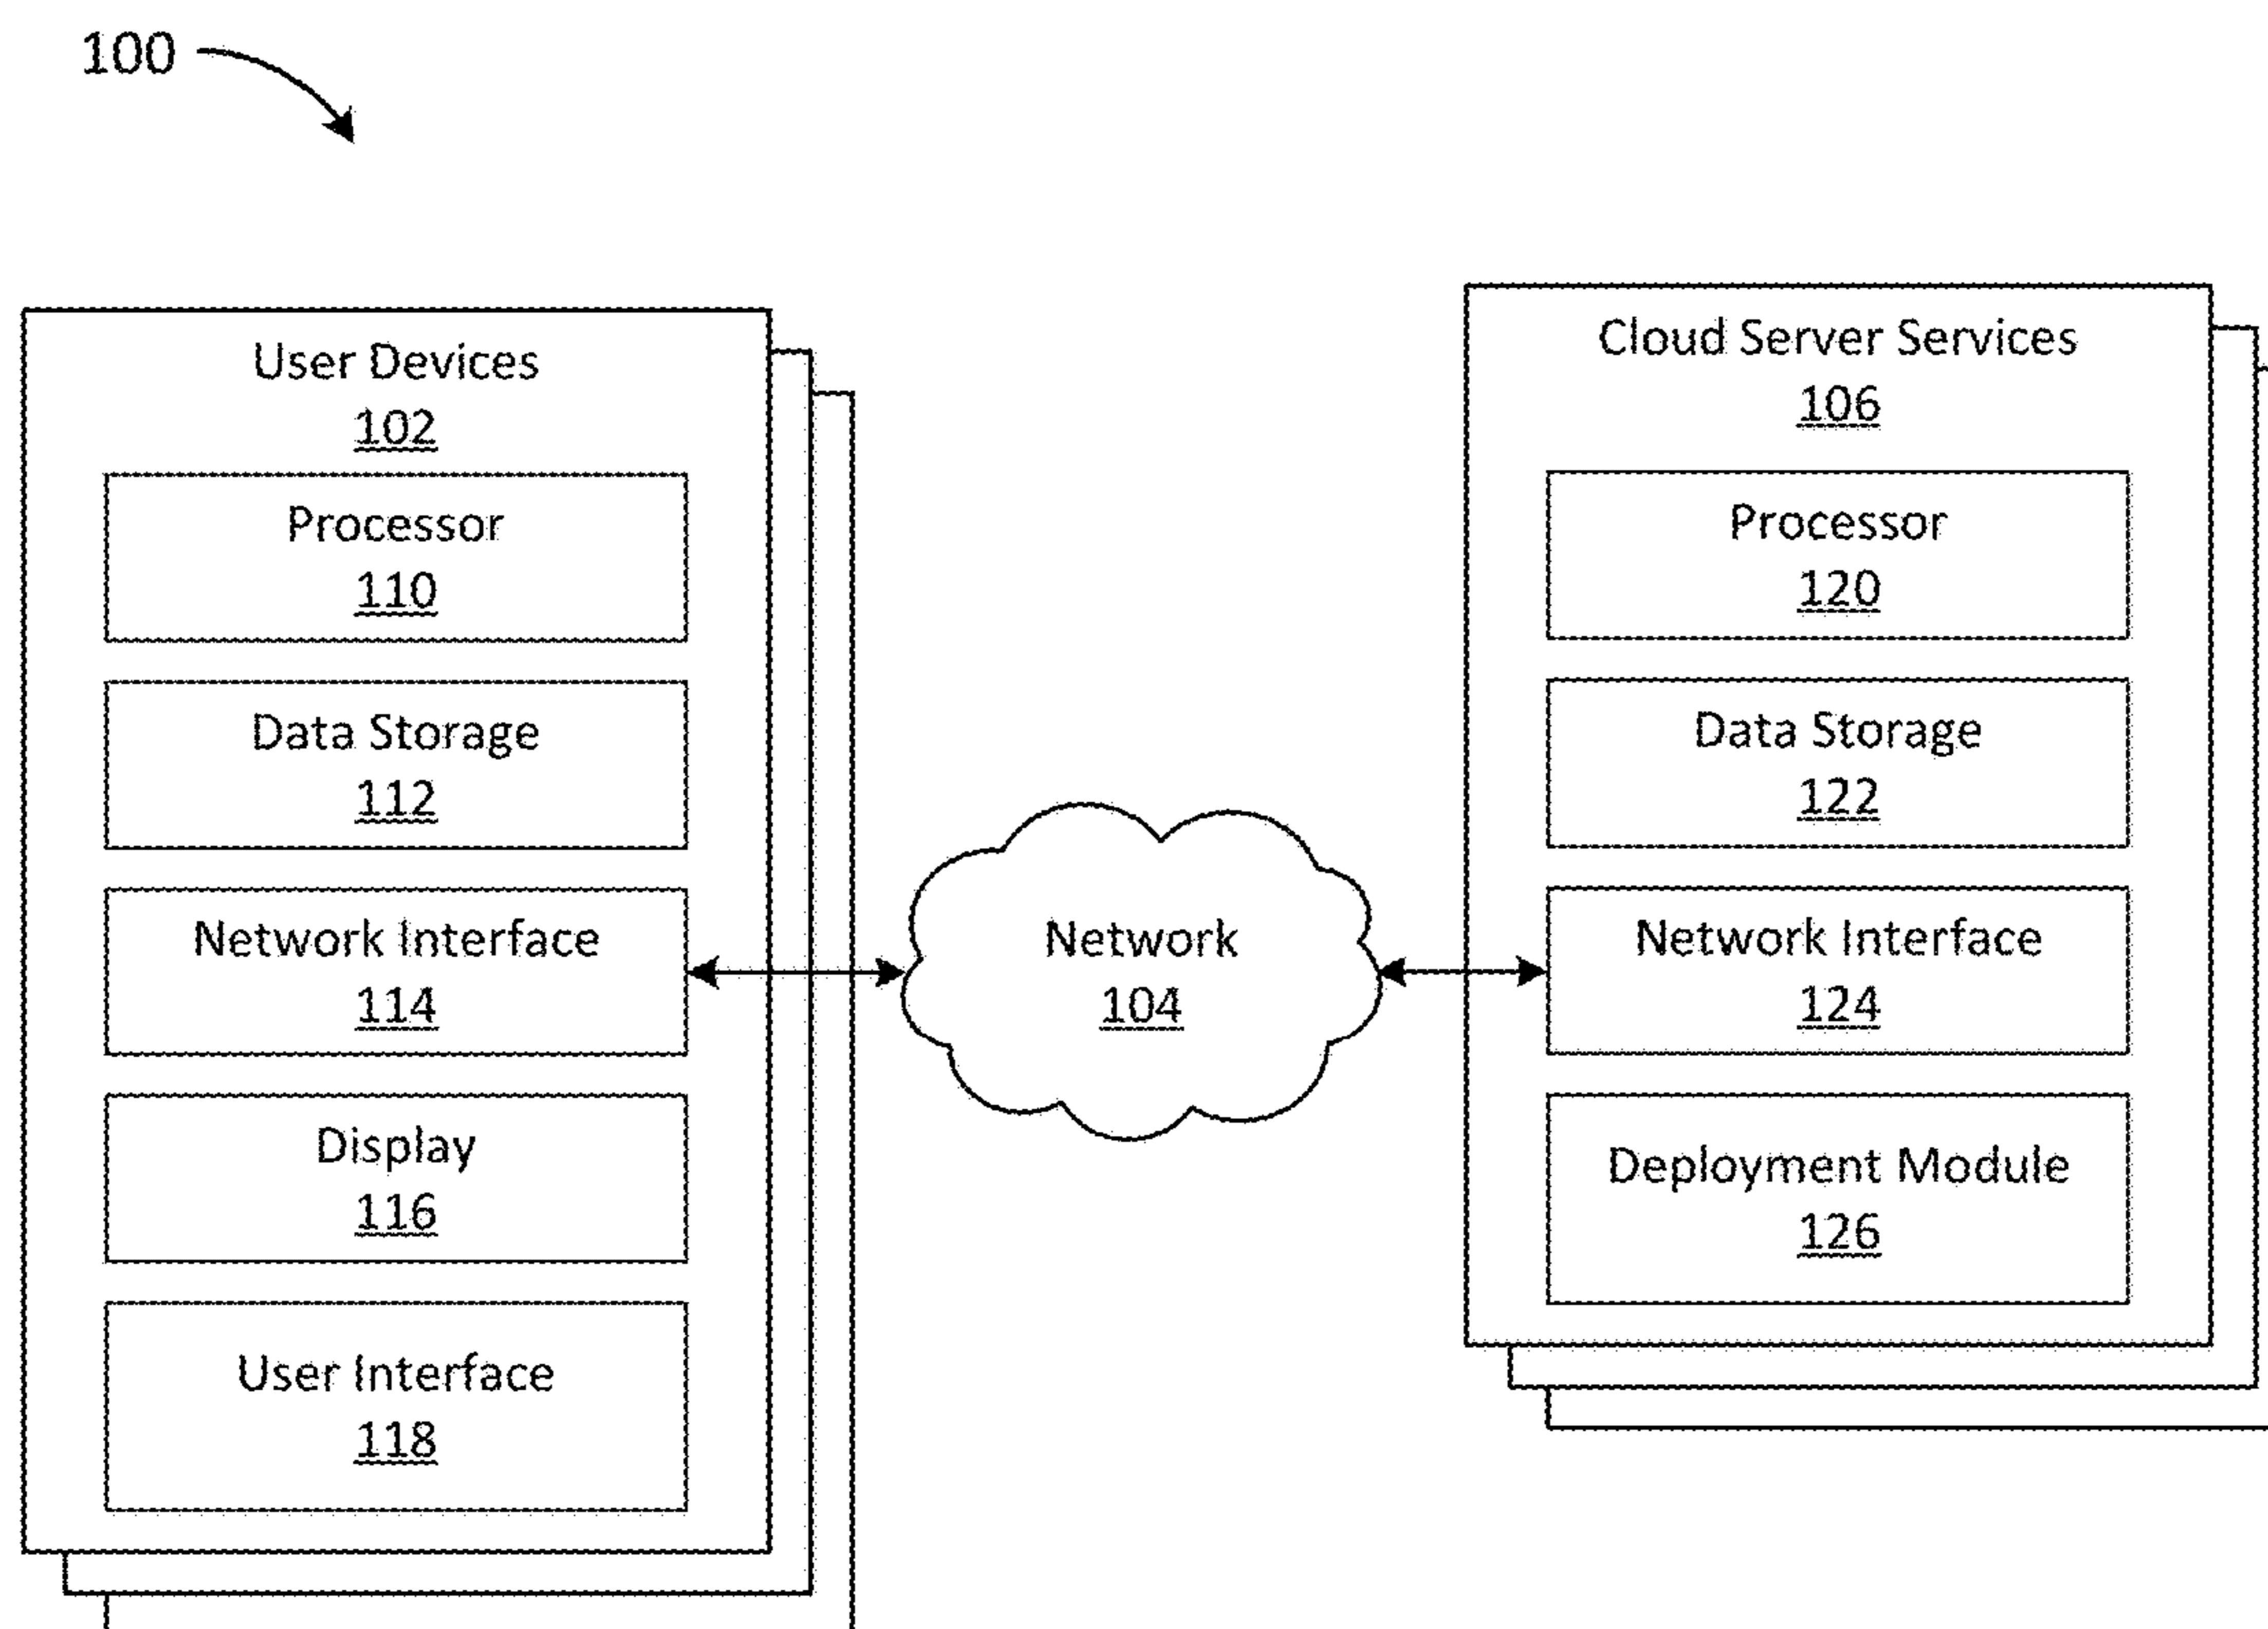 100
User Devices
102
Processor
110
Data Storage
112
Network Interface
114
Display
116
User Interface
118
Network
104
Cloud Server Services
106
Processor
120
Data Storage
122
Network Interface
124
Deployment Module
126